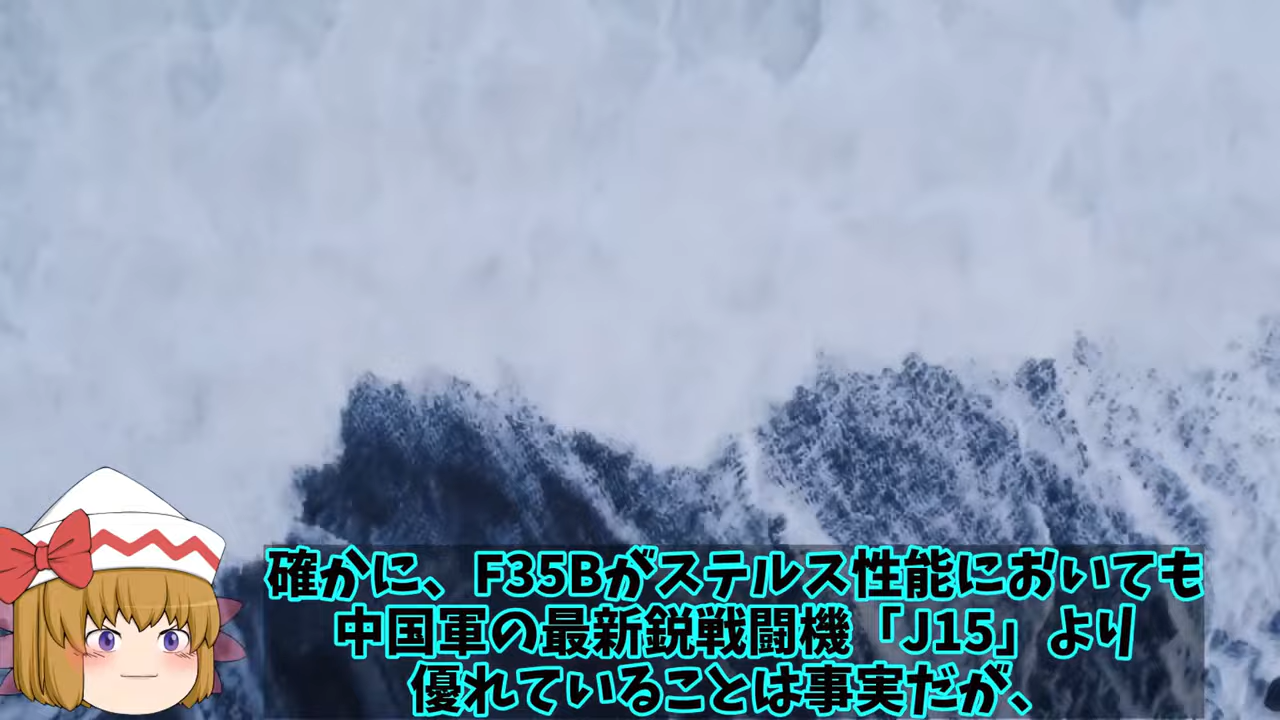 確かに、F35Bがステルス性能においても
中国軍の最新鋭戦闘機「J15」より
優れていることは事実だが、